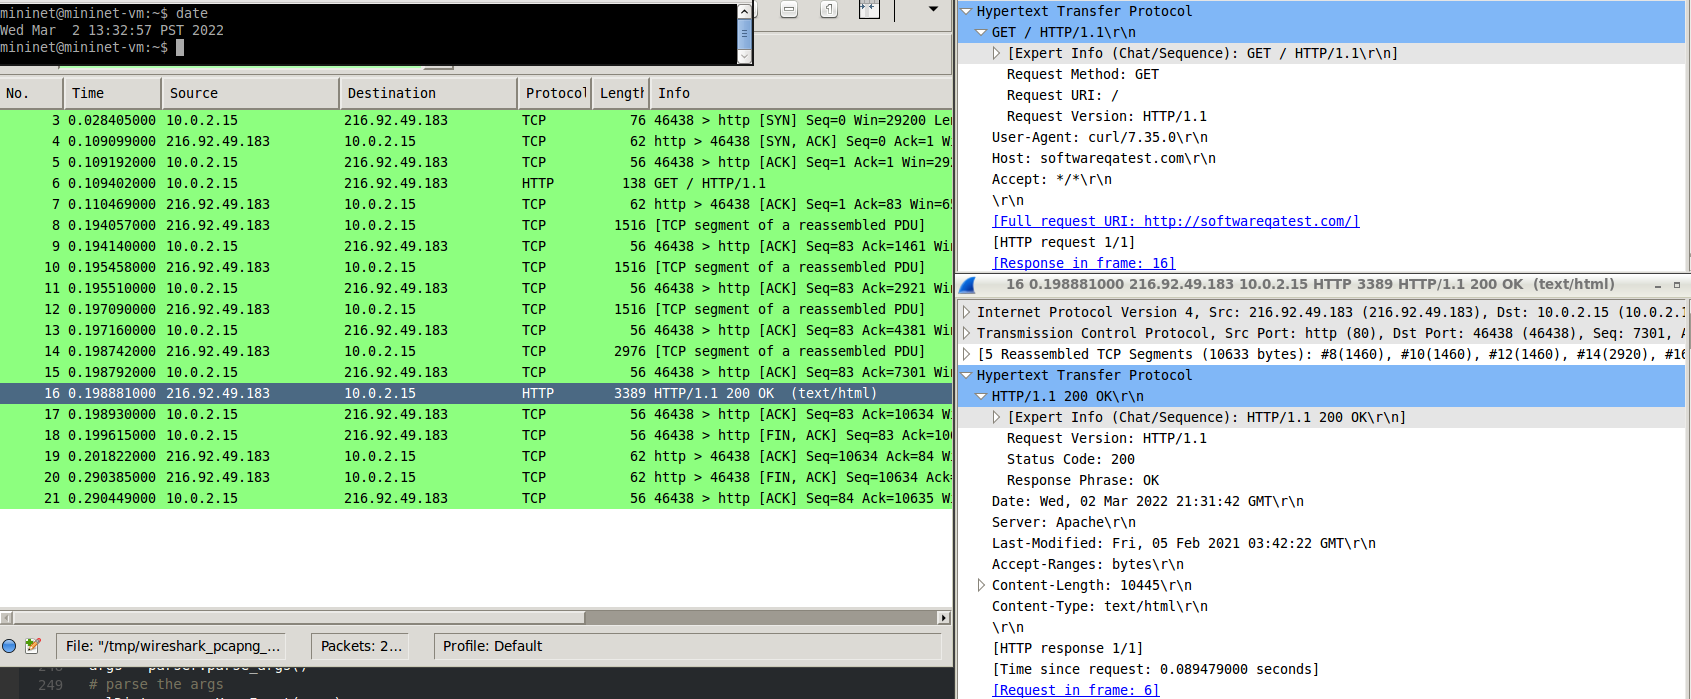 mininet@mininet-vm:~$ date
Wed Mar  2 13:32:57 PST 2022
mininet@mininet-vm:~$
No. Time Source Destination Protocol Length Info
3 0.028405000 10.0.2.15 216.92.49.183 TCP 76 46438 > http [SYN] Seq=0 Win=29200 Le
4 0.109099000 216.92.49.183 10.0.2.15 TCP 62 http > 46438 [SYN, ACK] Seq=0 Ack=1 W
5 0.109192000 10.0.2.15 216.92.49.183 TCP 56 46438 > http [ACK] Seq=1 Ack=1 Win=292
6 0.109402000 10.0.2.15 216.92.49.183 HTTP 138 GET / HTTP/1.1
7 0.110469000 216.92.49.183 10.0.2.15 TCP 62 http > 46438 [ACK] Seq=1 Ack=83 Win=65
8 0.194057000 216.92.49.183 10.0.2.15 TCP 1516 [TCP segment of a reassembled PDU]
9 0.194140000 10.0.2.15 216.92.49.183 TCP 56 46438 > http [ACK] Seq=83 Ack=1461 Wi
10 0.195458000 216.92.49.183 10.0.2.15 TCP 1516 [TCP segment of a reassembled PDU]
11 0.195510000 10.0.2.15 216.92.49.183 TCP 56 46438 > http [ACK] Seq=83 Ack=2921 Wi
12 0.197090000 216.92.49.183 10.0.2.15 TCP 1516 [TCP segment of a reassembled PDU]
13 0.197160000 10.0.2.15 216.92.49.183 TCP 56 46438 > http [ACK] Seq=83 Ack=4381 Wi
14 0.198742000 216.92.49.183 10.0.2.15 TCP 2976 [TCP segment of a reassembled PDU]
15 0.198792000 10.0.2.15 216.92.49.183 TCP 56 46438 > http [ACK] Seq=83 Ack=7301 Wi
16 0.198881000 216.92.49.183 10.0.2.15 HTTP 3389 HTTP/1.1 200 OK  (text/html)
17 0.198930000 10.0.2.15 216.92.49.183 TCP 56 46438 > http [ACK] Seq=83 Ack=10634 W
18 0.199615000 10.0.2.15 216.92.49.183 TCP 56 46438 > http [FIN, ACK] Seq=83 Ack=106
19 0.201822000 216.92.49.183 10.0.2.15 TCP 62 http > 46438 [ACK] Seq=10634 Ack=84 W
20 0.290385000 216.92.49.183 10.0.2.15 TCP 62 http > 46438 [FIN, ACK] Seq=10634 Ack=
21 0.290449000 10.0.2.15 216.92.49.183 TCP 56 46438 > http [ACK] Seq=84 Ack=10635 W
File: "/tmp/wireshark_pcapng_... Packets: 2... Profile: Default
249 # parse the args
Hypertext Transfer Protocol
GET / HTTP/1.1\r\n
[Expert Info (Chat/Sequence): GET / HTTP/1.1\r\n]
Request Method: GET
Request URI: /
Request Version: HTTP/1.1
User-Agent: curl/7.35.0\r\n
Host: softwareqatest.com\r\n
Accept: */*\r\n
\r\n
[Full request URI: http://softwareqatest.com/]
[HTTP request 1/1]
[Response in frame: 16]
16 0.198881000 216.92.49.183 10.0.2.15 HTTP 3389 HTTP/1.1 200 OK  (text/html)
Internet Protocol Version 4, Src: 216.92.49.183 (216.92.49.183), Dst: 10.0.2.15 (10.0.2.1
Transmission Control Protocol, Src Port: http (80), Dst Port: 46438 (46438), Seq: 7301, A
[5 Reassembled TCP Segments (10633 bytes): #8(1460), #10(1460), #12(1460), #14(2920), #16
Hypertext Transfer Protocol
HTTP/1.1 200 OK\r\n
[Expert Info (Chat/Sequence): HTTP/1.1 200 OK\r\n]
Request Version: HTTP/1.1
Status Code: 200
Response Phrase: OK
Date: Wed, 02 Mar 2022 21:31:42 GMT\r\n
Server: Apache\r\n
Last-Modified: Fri, 05 Feb 2021 03:42:22 GMT\r\n
Accept-Ranges: bytes\r\n
Content-Length: 10445\r\n
Content-Type: text/html\r\n
\r\n
[HTTP response 1/1]
[Time since request: 0.089479000 seconds]
[Request in frame: 6]